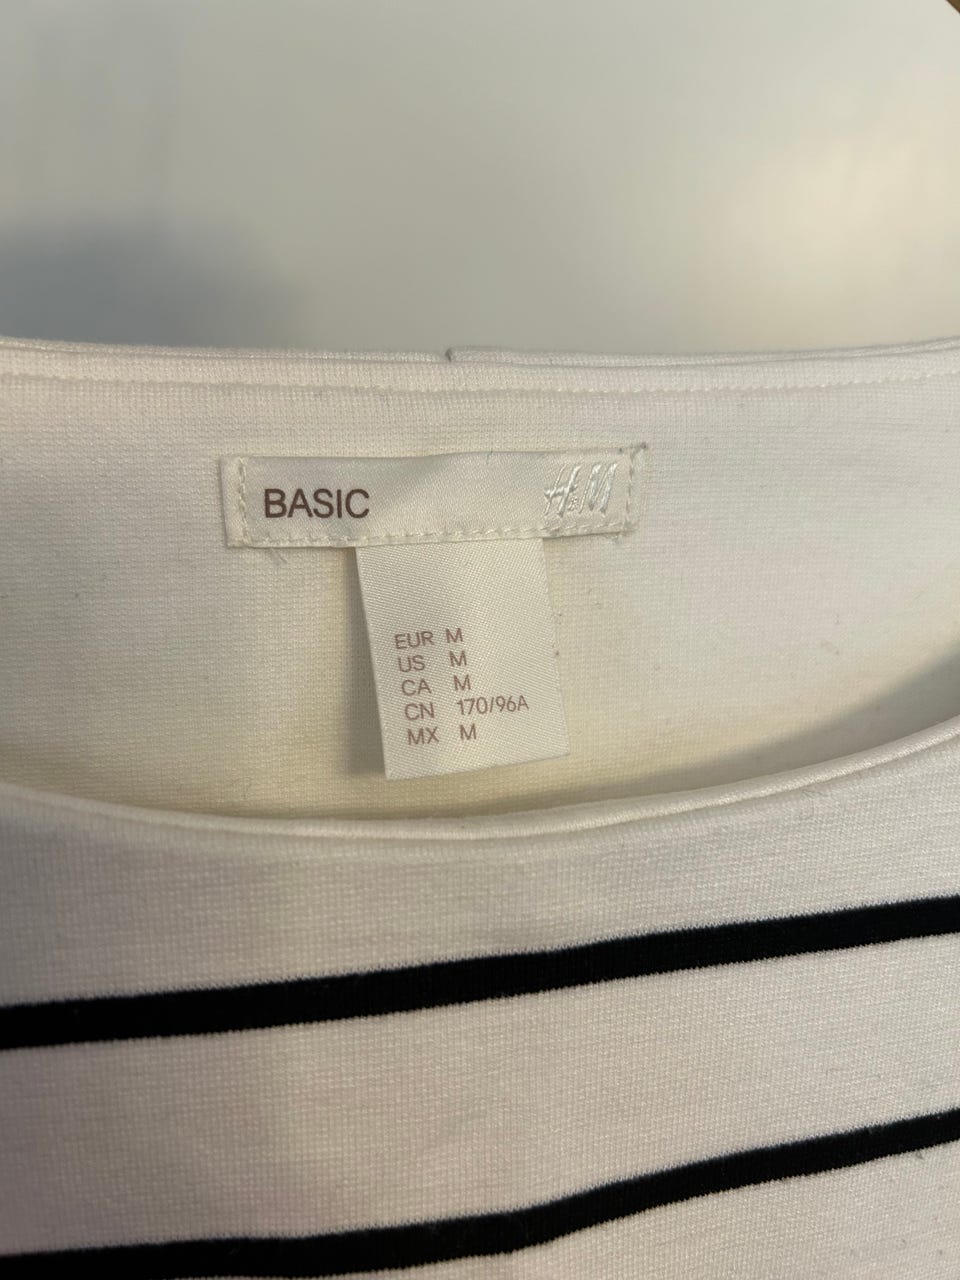 BASIC H&M
EUR M
US M
CA M
CN 170/96A
MX M